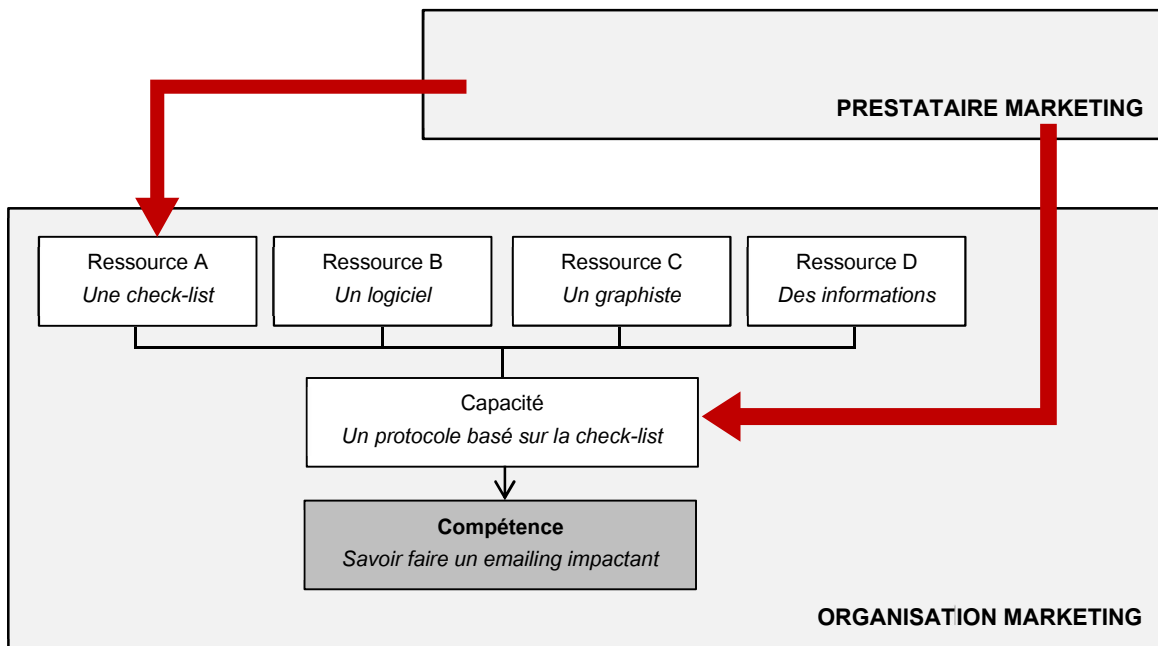 PRESTATAIRE MARKETING
Ressource A
Une check-list
Ressource B
Un logiciel
Ressource C
Un graphiste
Ressource D
Des informations
Capacité
Un protocole basé sur la check-list
Compétence
Savoir faire un emailing impactant
ORGANISATION MARKETING